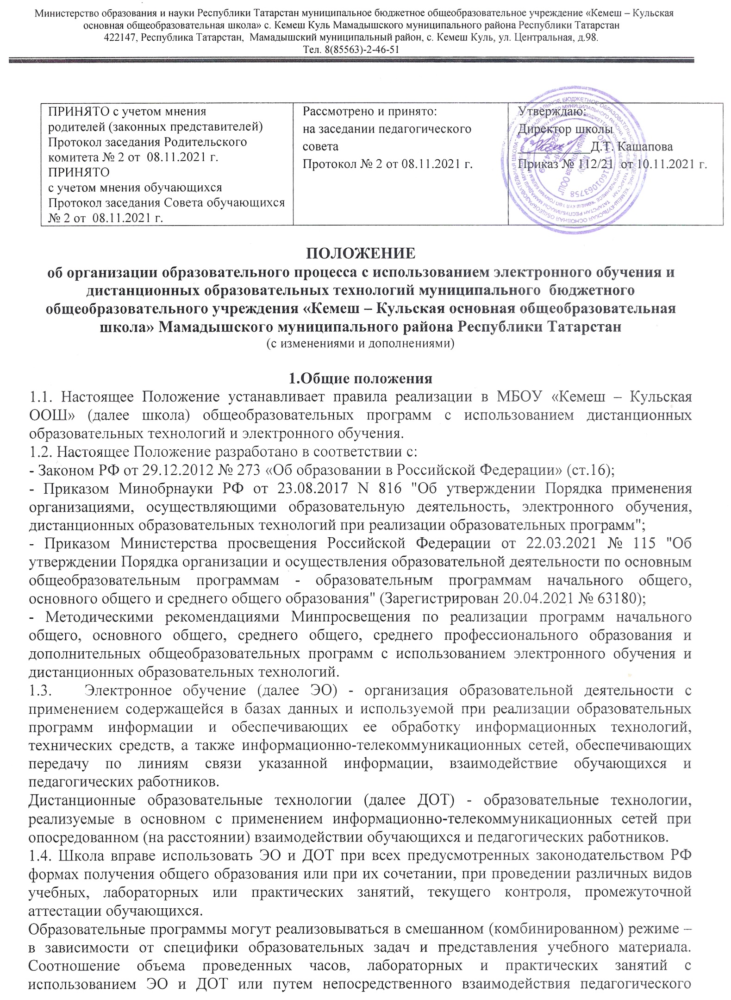 Министерство образования и науки Республики Татарстан муниципальное бюджетное общеобразовательное учреждение «Кемеш – Кульская
основная общеобразовательная школа» с. Кемеш Куль Мамадышского муниципального района Республики Татарстан
422147, Республика Татарстан,  Мамадышский муниципальный район, с. Кемеш Куль, ул. Центральная, д.98.
Тел. 8(85563)-2-46-51
ПРИНЯТО с учетом мнения
родителей (законных представителей)
Протокол заседания Родительского
комитета № 2 от  08.11.2021 г.
ПРИНЯТО
с учетом мнения обучающихся
Протокол заседания Совета обучающихся
№ 2 от  08.11.2021 г.
Рассмотрено и принято:
на заседании педагогического
совета
Протокол № 2 от 08.11.2021 г.
Утверждаю:
Директор школы
___________Д.Т. Кашапова
Приказ № 112/21  от 10.11.2021 г.
ПОЛОЖЕНИЕ
об организации образовательного процесса с использованием электронного обучения и
дистанционных образовательных технологий муниципального  бюджетного
общеобразовательного учреждения «Кемеш – Кульская основная общеобразовательная
школа» Мамадышского муниципального района Республики Татарстан
(с изменениями и дополнениями)
1.Общие положения
1.1. Настоящее Положение устанавливает правила реализации в МБОУ «Кемеш – Кульская
ООШ» (далее школа) общеобразовательных программ с использованием дистанционных
образовательных технологий и электронного обучения.
1.2. Настоящее Положение разработано в соответствии с:
- Законом РФ от 29.12.2012 № 273 «Об образовании в Российской Федерации» (ст.16);
- Приказом Минобрнауки РФ от 23.08.2017 N 816 "Об утверждении Порядка применения
организациями, осуществляющими образовательную деятельность, электронного обучения,
дистанционных образовательных технологий при реализации образовательных программ";
- Приказом Министерства просвещения Российской Федерации от 22.03.2021 № 115 "Об
утверждении Порядка организации и осуществления образовательной деятельности по основным
общеобразовательным программам - образовательным программам начального общего,
основного общего и среднего общего образования" (Зарегистрирован 20.04.2021 № 63180);
- Методическими рекомендациями Минпросвещения по реализации программ начального
общего, основного общего, среднего общего, среднего профессионального образования и
дополнительных общеобразовательных программ с использованием электронного обучения и
дистанционных образовательных технологий.
1.3. Электронное обучение (далее ЭО) - организация образовательной деятельности с
применением содержащейся в базах данных и используемой при реализации образовательных
программ информации и обеспечивающих ее обработку информационных технологий,
технических средств, а также информационно-телекоммуникационных сетей, обеспечивающих
передачу по линиям связи указанной информации, взаимодействие обучающихся и
педагогических работников.
Дистанционные образовательные технологии (далее ДОТ) - образовательные технологии,
реализуемые в основном с применением информационно-телекоммуникационных сетей при
опосредованном (на расстоянии) взаимодействии обучающихся и педагогических работников.
1.4. Школа вправе использовать ЭО и ДОТ при всех предусмотренных законодательством РФ
формах получения общего образования или при их сочетании, при проведении различных видов
учебных, лабораторных или практических занятий, текущего контроля, промежуточной
аттестации обучающихся.
Образовательные программы могут реализовываться в смешанном (комбинированном) режиме –
в зависимости от специфики образовательных задач и представления учебного материала.
Соотношение объема проведенных часов, лабораторных и практических занятий с
использованием ЭО и ДОТ или путем непосредственного взаимодействия педагогического